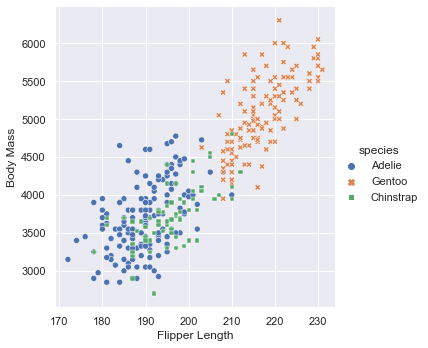 6000
5500
5000
4500
4000
3500
3000
Body Mass
170 180 190 200 210 220 230
Flipper Length
species
Adelie
Gentoo
Chinstrap